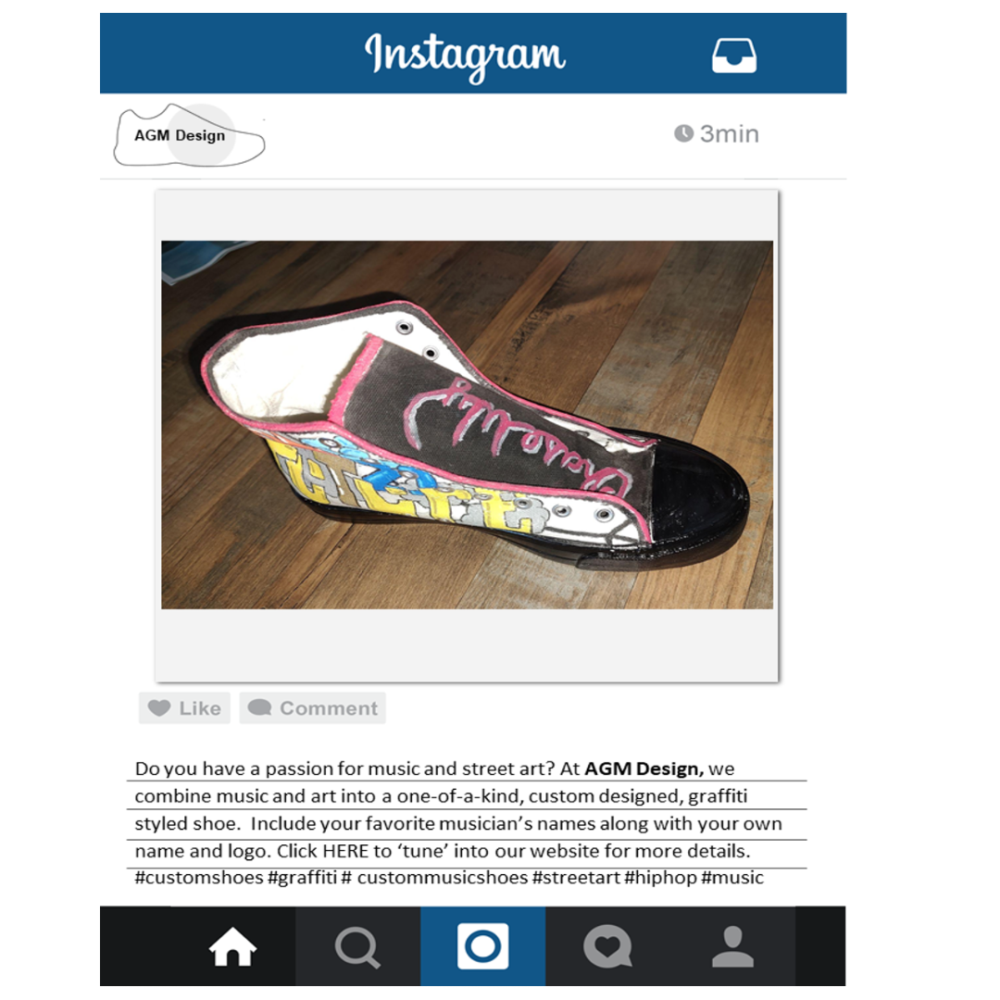 Instagram
AGM Design
3min
Like
Comment
Do you have a passion for music and street art? At AGM Design, we
combine music and art into a one-of-a-kind, custom designed, graffiti
styled shoe.  Include your favorite musician’s names along with your own
name and logo. Click HERE to ‘tune’ into our website for more details.
#customshoes #graffiti # custommusicshoes #streetart #hiphop #music